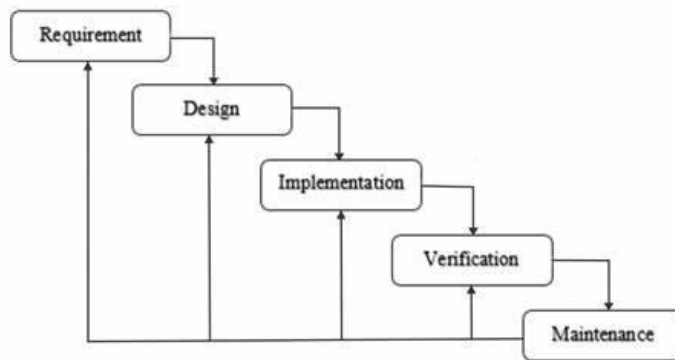 Requirement
Design
Implementation
Verification
Maintenance